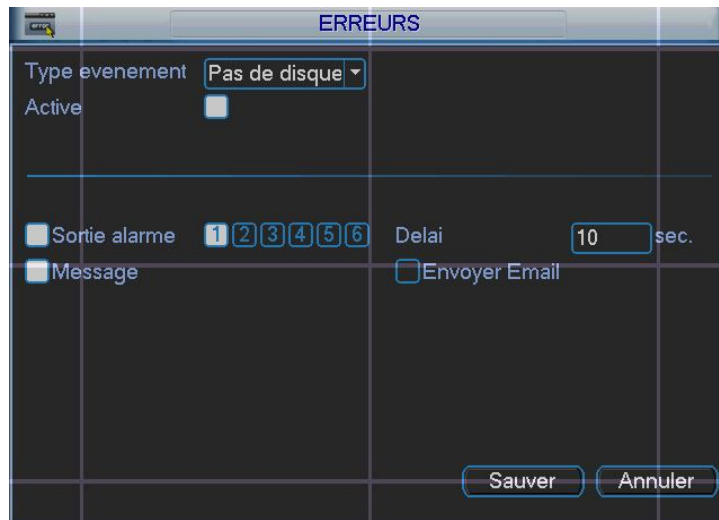 ERREURS
Type evenement Pas de disque
Active
Sortie alarme 1 2 3 4 5 6 Delai 10 sec.
Message Envoyer Email
Sauver Annuler